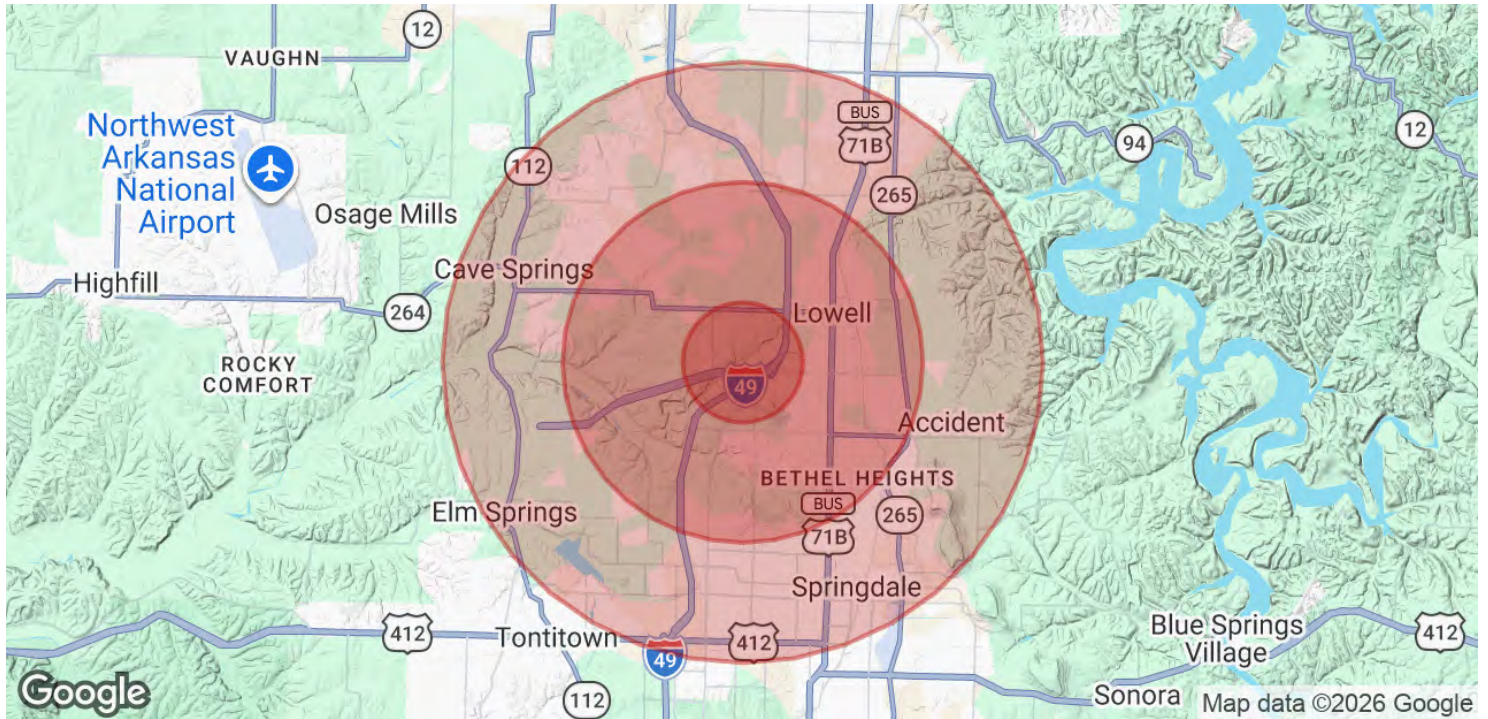 12
VAUGHN
Northwest
Arkansas
National
Airport
BUS
71B
94
12
112
265
Osage Mills
Cave Springs
Highfill
264
Lowell
ROCKY
COMFORT
49
Accident
BETHEL HEIGHTS
BUS
71B
265
Elm Springs
Springdale
412
Tontitown
49
412
Blue Springs
Village
412
112
Sonora
Google
Map data ©2026 Google